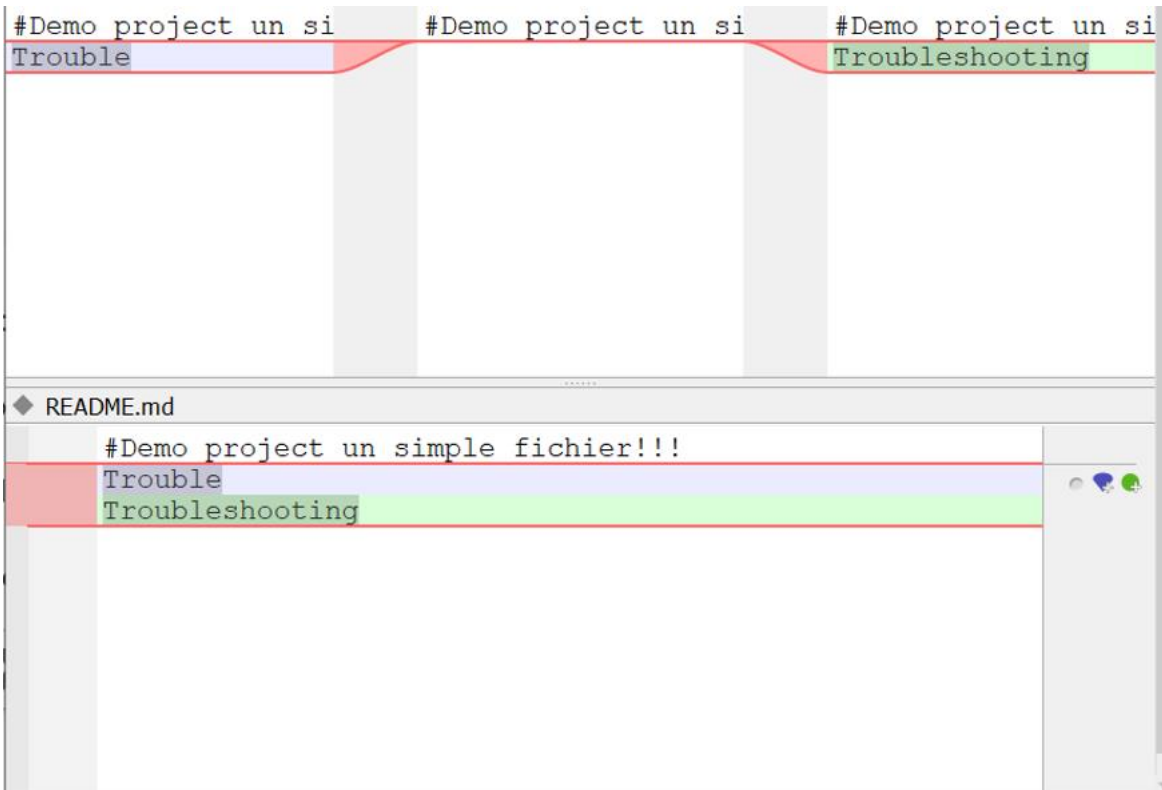 #Demo project un si
Trouble
#Demo project un si
#Demo project un si
Troubleshooting
README.md
#Demo project un simple fichier!!!
Trouble
Troubleshooting